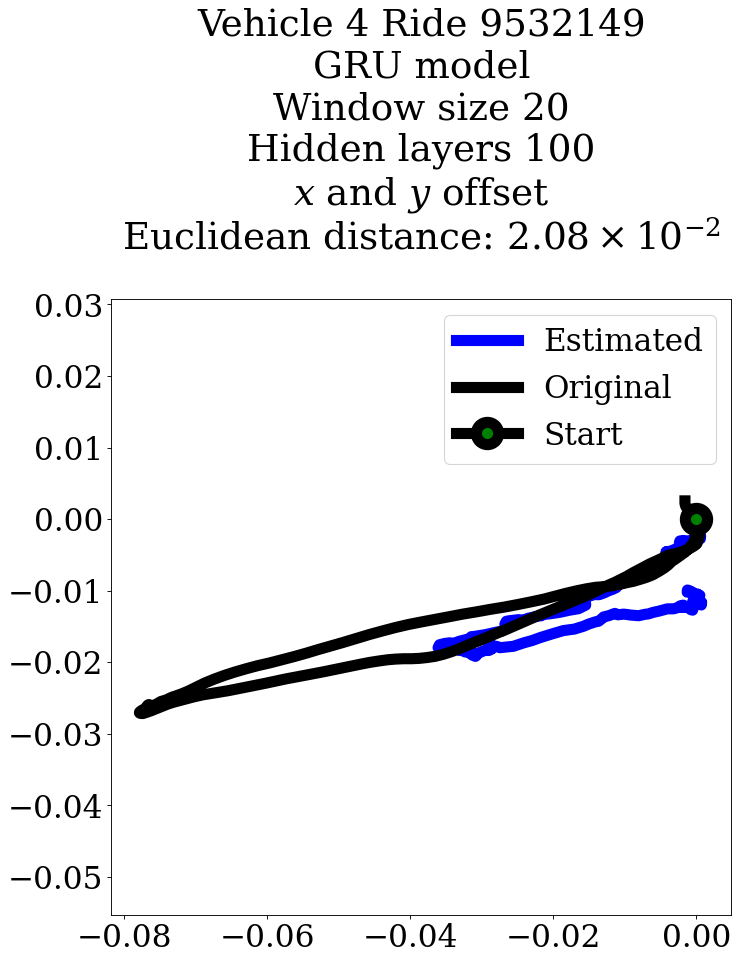 Vehicle 4 Ride 9532149
GRU model
Window size 20
Hidden layers 100
x and y offset
Euclidean distance: 2.08 × 10⁻²
0.03
Estimated
0.02
Original
0.01
Start
0.00
−0.01
−0.02
−0.03
−0.04
−0.05
−0.08 −0.06 −0.04 −0.02 0.00